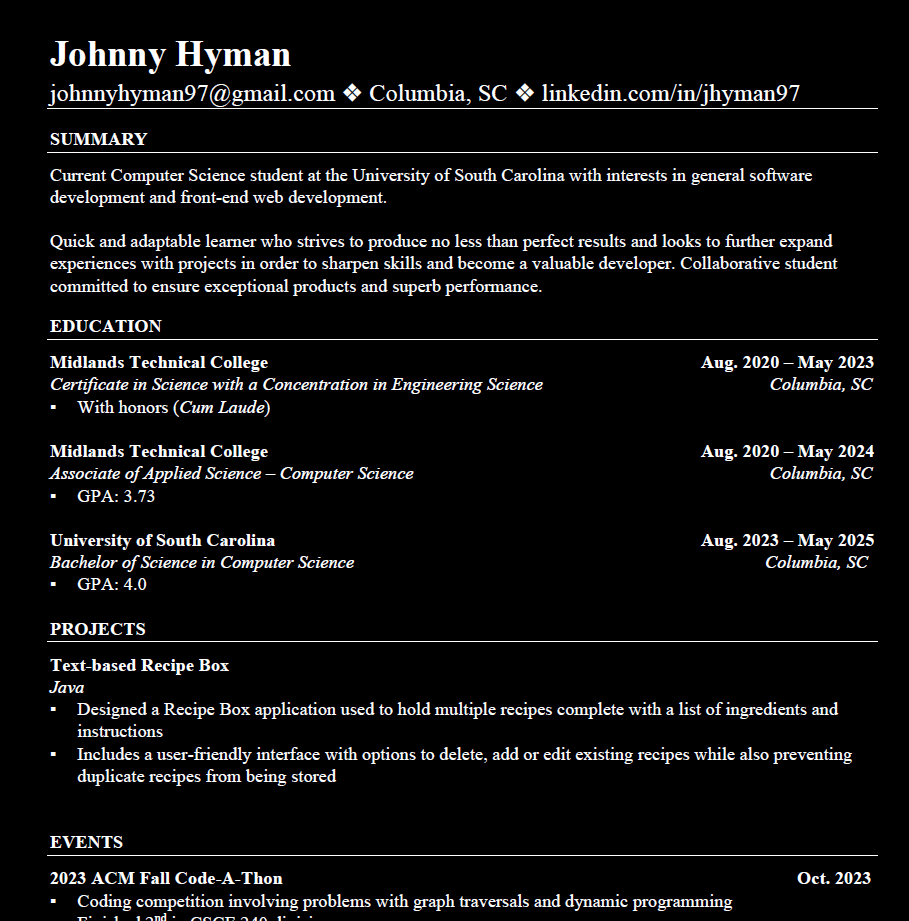 Johnny Hyman
johnnyhyman97@gmail.com ❖ Columbia, SC ❖ linkedin.com/in/jhyman97
SUMMARY
Current Computer Science student at the University of South Carolina with interests in general software
development and front-end web development.
Quick and adaptable learner who strives to produce no less than perfect results and looks to further expand
experiences with projects in order to sharpen skills and become a valuable developer. Collaborative student
committed to ensure exceptional products and superb performance.
EDUCATION
Midlands Technical College Aug. 2020 – May 2023
Certificate in Science with a Concentration in Engineering Science Columbia, SC
▪ With honors (Cum Laude)
Midlands Technical College Aug. 2020 – May 2024
Associate of Applied Science – Computer Science Columbia, SC
▪ GPA: 3.73
University of South Carolina Aug. 2023 – May 2025
Bachelor of Science in Computer Science Columbia, SC
▪ GPA: 4.0
PROJECTS
Text-based Recipe Box
Java
▪ Designed a Recipe Box application used to hold multiple recipes complete with a list of ingredients and
instructions
▪ Includes a user-friendly interface with options to delete, add or edit existing recipes while also preventing
duplicate recipes from being stored
EVENTS
2023 ACM Fall Code-A-Thon Oct. 2023
▪ Coding competition involving problems with graph traversals and dynamic programming
Finished 2nd in CSCE 240